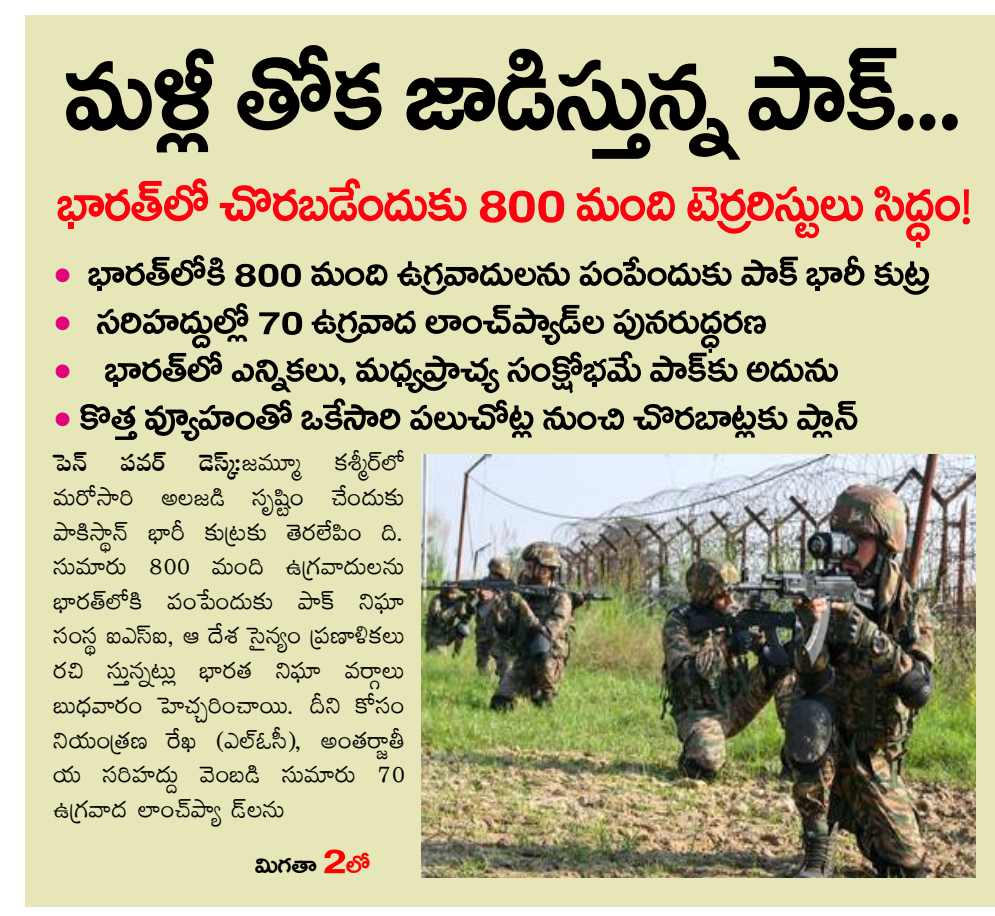 మళ్లీ తోక జాడిస్తున్న పాక్...
భారత్‌లో చొరబడేందుకు 800 మంది టెర్రరిస్టులు సిద్ధం!
• భారత్‌లోకి 800 మంది ఉగ్రవాదులను పంపేందుకు పాక్ భారీ కుట్ర
• సరిహద్దుల్లో 70 ఉగ్రవాద లాంచ్‌ప్యాడ్‌ల పునరుద్ధరణ
• భారత్‌లో ఎన్నికలు, మధ్యప్రాచ్య సంక్షోభమే పాక్‌కు అదును
• కొత్త వ్యూహంతో ఒకేసారి పలుచోట్ల నుంచి చొరబాట్లకు ప్లాన్
పెన్ పవర్ డెస్క్:జమ్మూ కశ్మీర్‌లో
మరోసారి అలజడి సృష్టిం చేందుకు
పాకిస్థాన్ భారీ కుట్రకు తెరలేపిం ది.
సుమారు 800 మంది ఉగ్రవాదులను
భారత్‌లోకి పంపేందుకు పాక్ నిఘా
సంస్థ ఐఎస్ఐ, ఆ దేశ సైన్యం ప్రణాళికలు
రచి స్తున్నట్లు భారత నిఘా వర్గాలు
బుధవారం హెచ్చరించాయి. దీని కోసం
నియంత్రణ రేఖ (ఎల్ఓసీ), అంతర్జాతీ
య సరిహద్దు వెంబడి సుమారు 70
ఉగ్రవాద లాంచ్‌ప్యా డ్‌లను
మిగతా 2లో